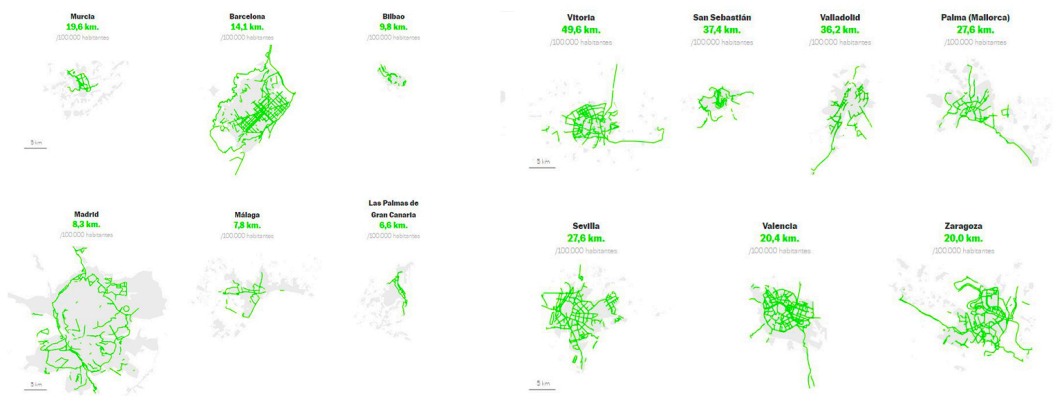 Murcia
19,6 km.
/100.000 habitantes
Barcelona
14,1 km.
/100.000 habitantes
Bilbao
9,8 km.
/100.000 habitantes
5 km
Vitoria
49,6 km.
/100.000 habitantes
San Sebastián
37,4 km.
/100.000 habitantes
Valladolid
36,2 km.
/100.000 habitantes
Palma (Mallorca)
27,6 km.
/100.000 habitantes
5 km
Madrid
8,3 km.
/100.000 habitantes
Málaga
7,8 km.
/100.000 habitantes
Las Palmas de
Gran Canaria
6,6 km.
/100.000 habitantes
5 km
Sevilla
27,6 km.
/100.000 habitantes
Valencia
20,4 km.
/100.000 habitantes
Zaragoza
20,0 km.
/100.000 habitantes
5 km